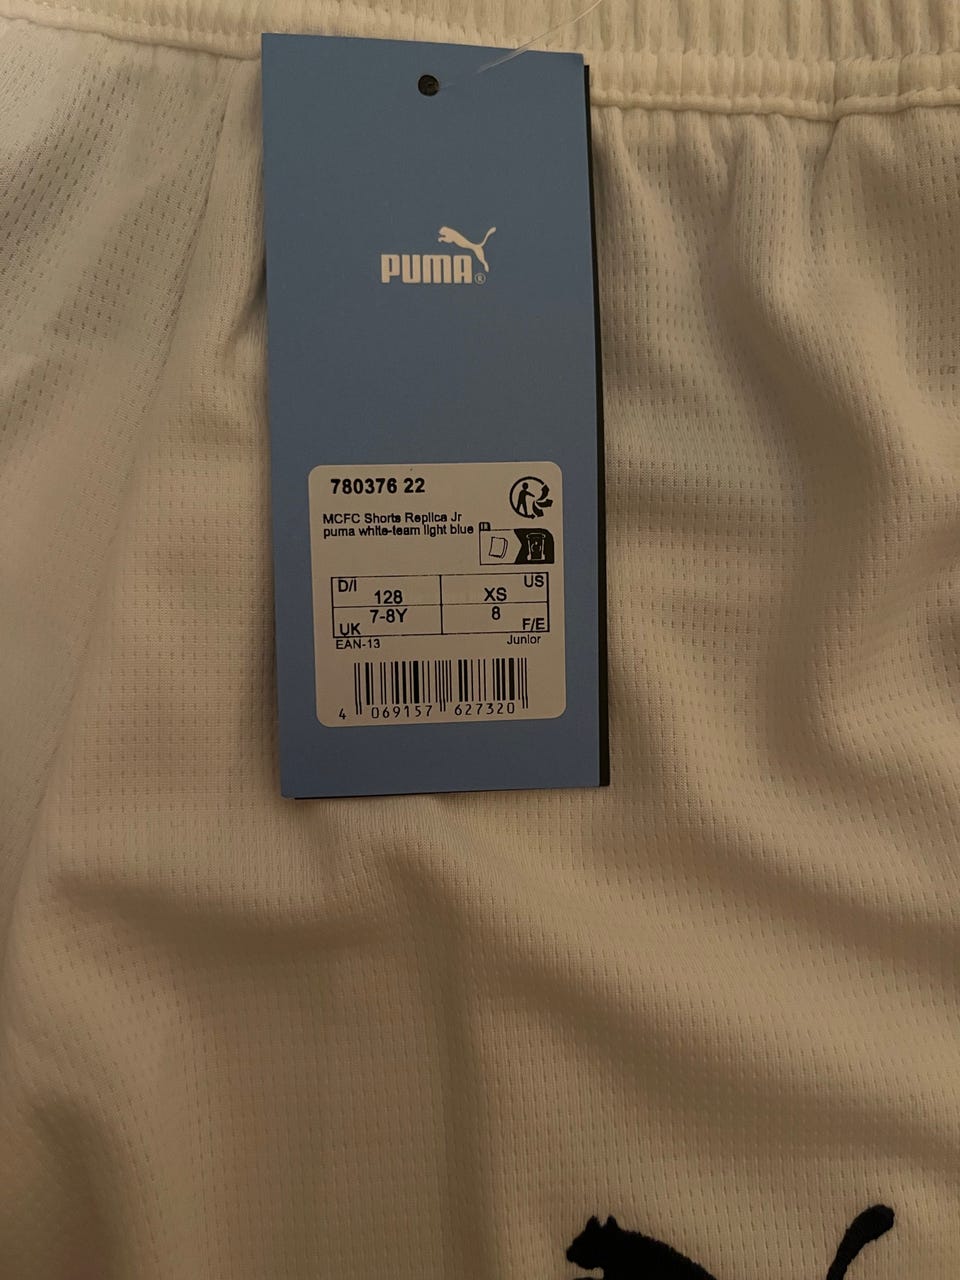 PUMA®
780376 22
MCFC Shorts Replica Jr
puma white-team light blue
FR
D/I 128 XS US
UK 7-8Y 8 F/E
EAN-13 Junior
4 069157 627320